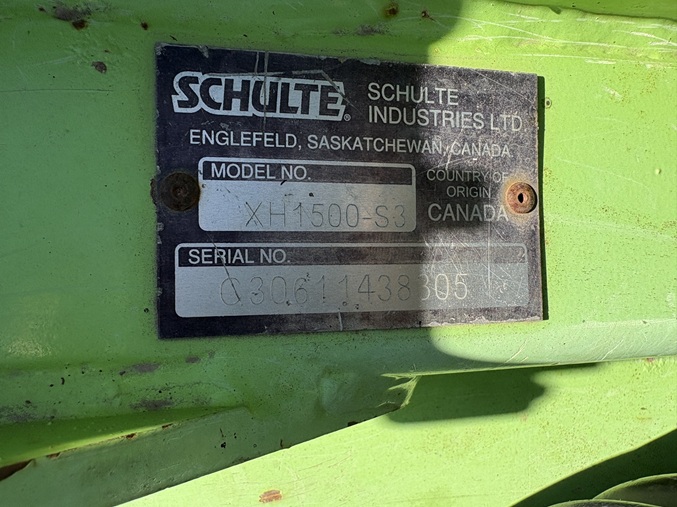 SCHULTE®
SCHULTE
INDUSTRIES LTD.
ENGLEFELD, SASKATCHEWAN, CANADA
MODEL NO.
XH1500-S3
COUNTRY OF
ORIGIN
CANADA
SERIAL NO.
C30611438305